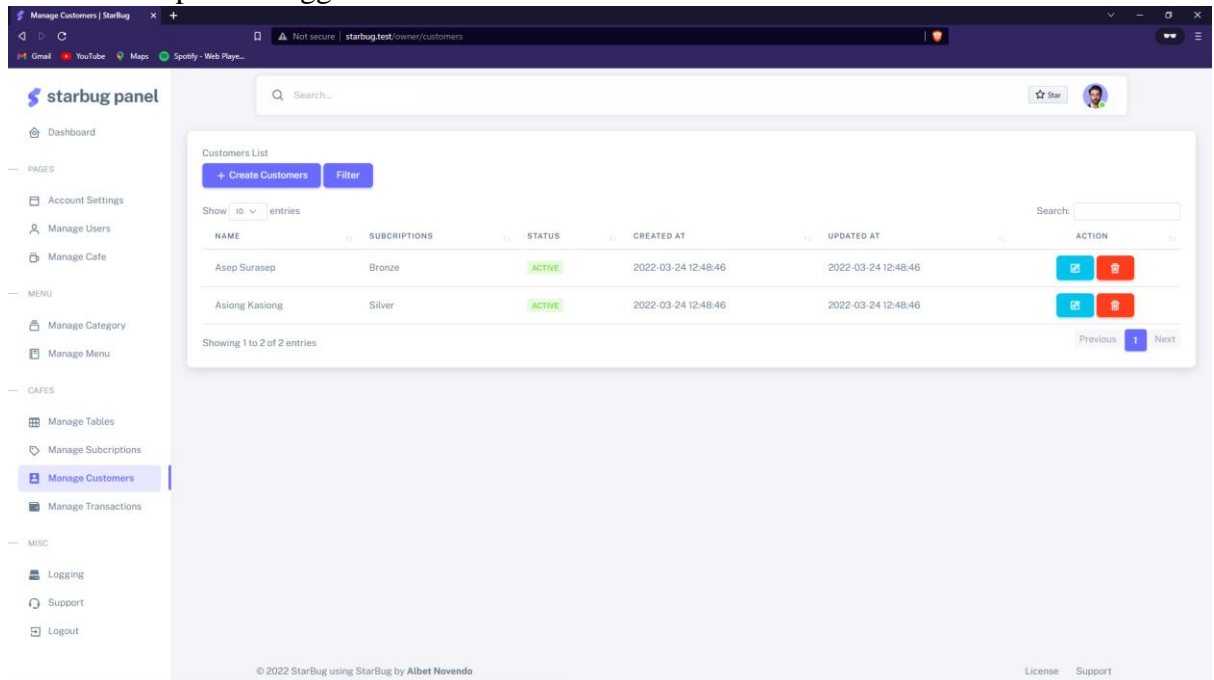 Manage Customers | StarBug
Not secure | starbug.test/owner/customers
Gmail YouTube Maps Spotify - Web Playe...
starbug panel
Search...
Star
Dashboard
PAGES
Account Settings
Manage Users
Manage Cafe
MENU
Manage Category
Manage Menu
CAFES
Manage Tables
Manage Subcriptions
Manage Customers
Manage Transactions
MISC
Logging
Support
Logout
Customers List
+ Create Customers Filter
Show 10 entries Search:
NAME SUBCRIPTIONS STATUS CREATED AT UPDATED AT ACTION
Asep Surasep Bronze ACTIVE 2022-03-24 12:48:46 2022-03-24 12:48:46
Asiong Kasiong Silver ACTIVE 2022-03-24 12:48:46 2022-03-24 12:48:46
Showing 1 to 2 of 2 entries Previous 1 Next
© 2022 StarBug using StarBug by Albet Novendo License Support